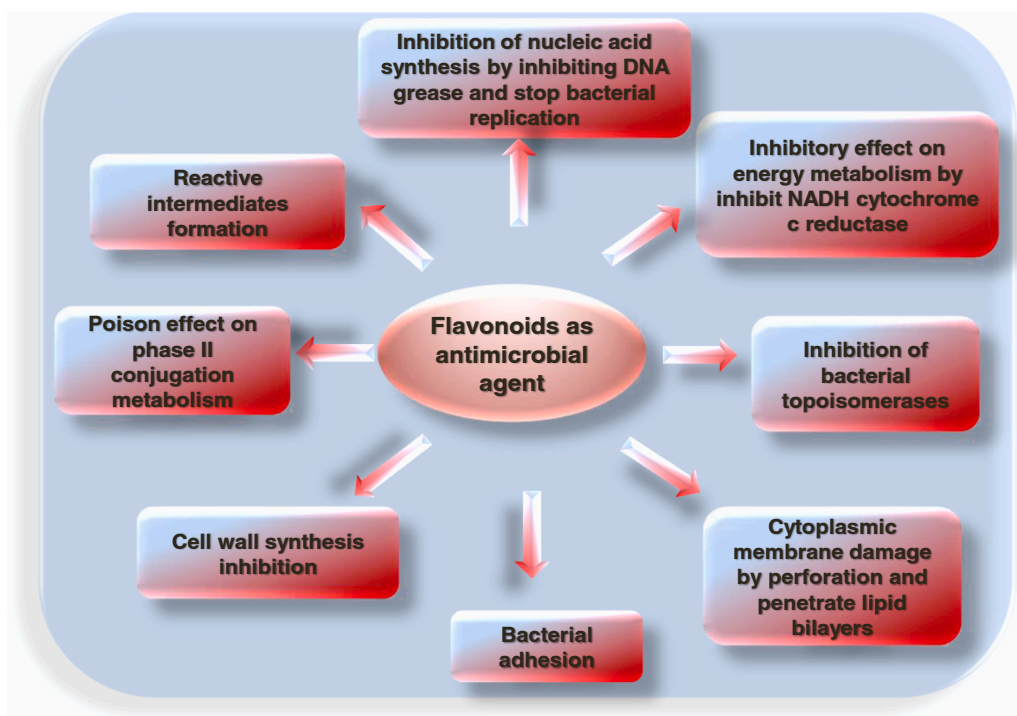 Inhibition of nucleic acid
synthesis by inhibiting DNA
grease and stop bacterial
replication
Inhibitory effect on
energy metabolism by
inhibit NADH cytochrome
c reductase
Reactive
intermediates
formation
Poison effect on
phase II
conjugation
metabolism
Flavonoids as
antimicrobial
agent
Inhibition of
bacterial
topoisomerases
Cell wall synthesis
inhibition
Cytoplasmic
membrane damage
by perforation and
penetrate lipid
bilayers
Bacterial
adhesion